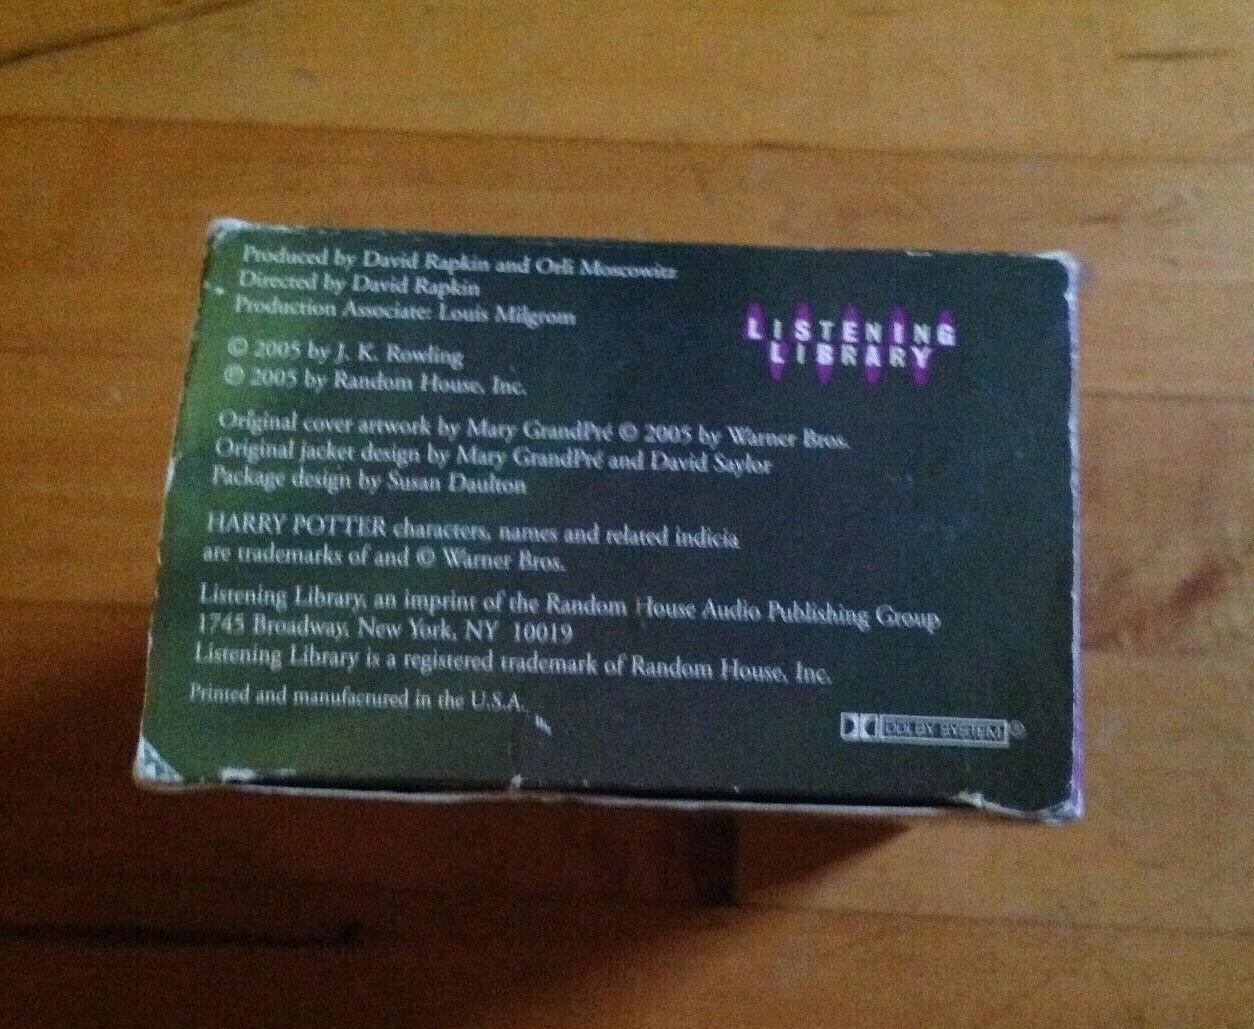 Produced by David Rapkin and Orli Moscowitz
Directed by David Rapkin
Production Associate: Louis Milgrom
© 2005 by J. K. Rowling
℗ 2005 by Random House, Inc.
Original cover artwork by Mary GrandPré © 2005 by Warner Bros.
Original jacket design by Mary GrandPré and David Saylor
Package design by Susan Daulton
HARRY POTTER characters, names and related indicia
are trademarks of and © Warner Bros.
Listening Library, an imprint of the Random House Audio Publishing Group
1745 Broadway, New York, NY 10019
Listening Library is a registered trademark of Random House, Inc.
Printed and manufactured in the U.S.A.
LISTENING
LIBRARY
DOLBY SYSTEM®